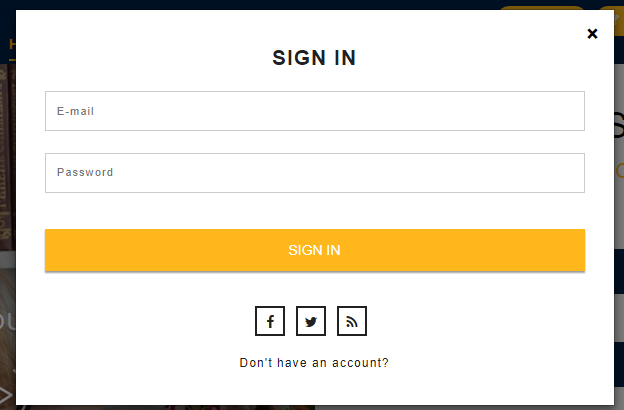 ×
SIGN IN
E-mail
Password
SIGN IN
Don't have an account?